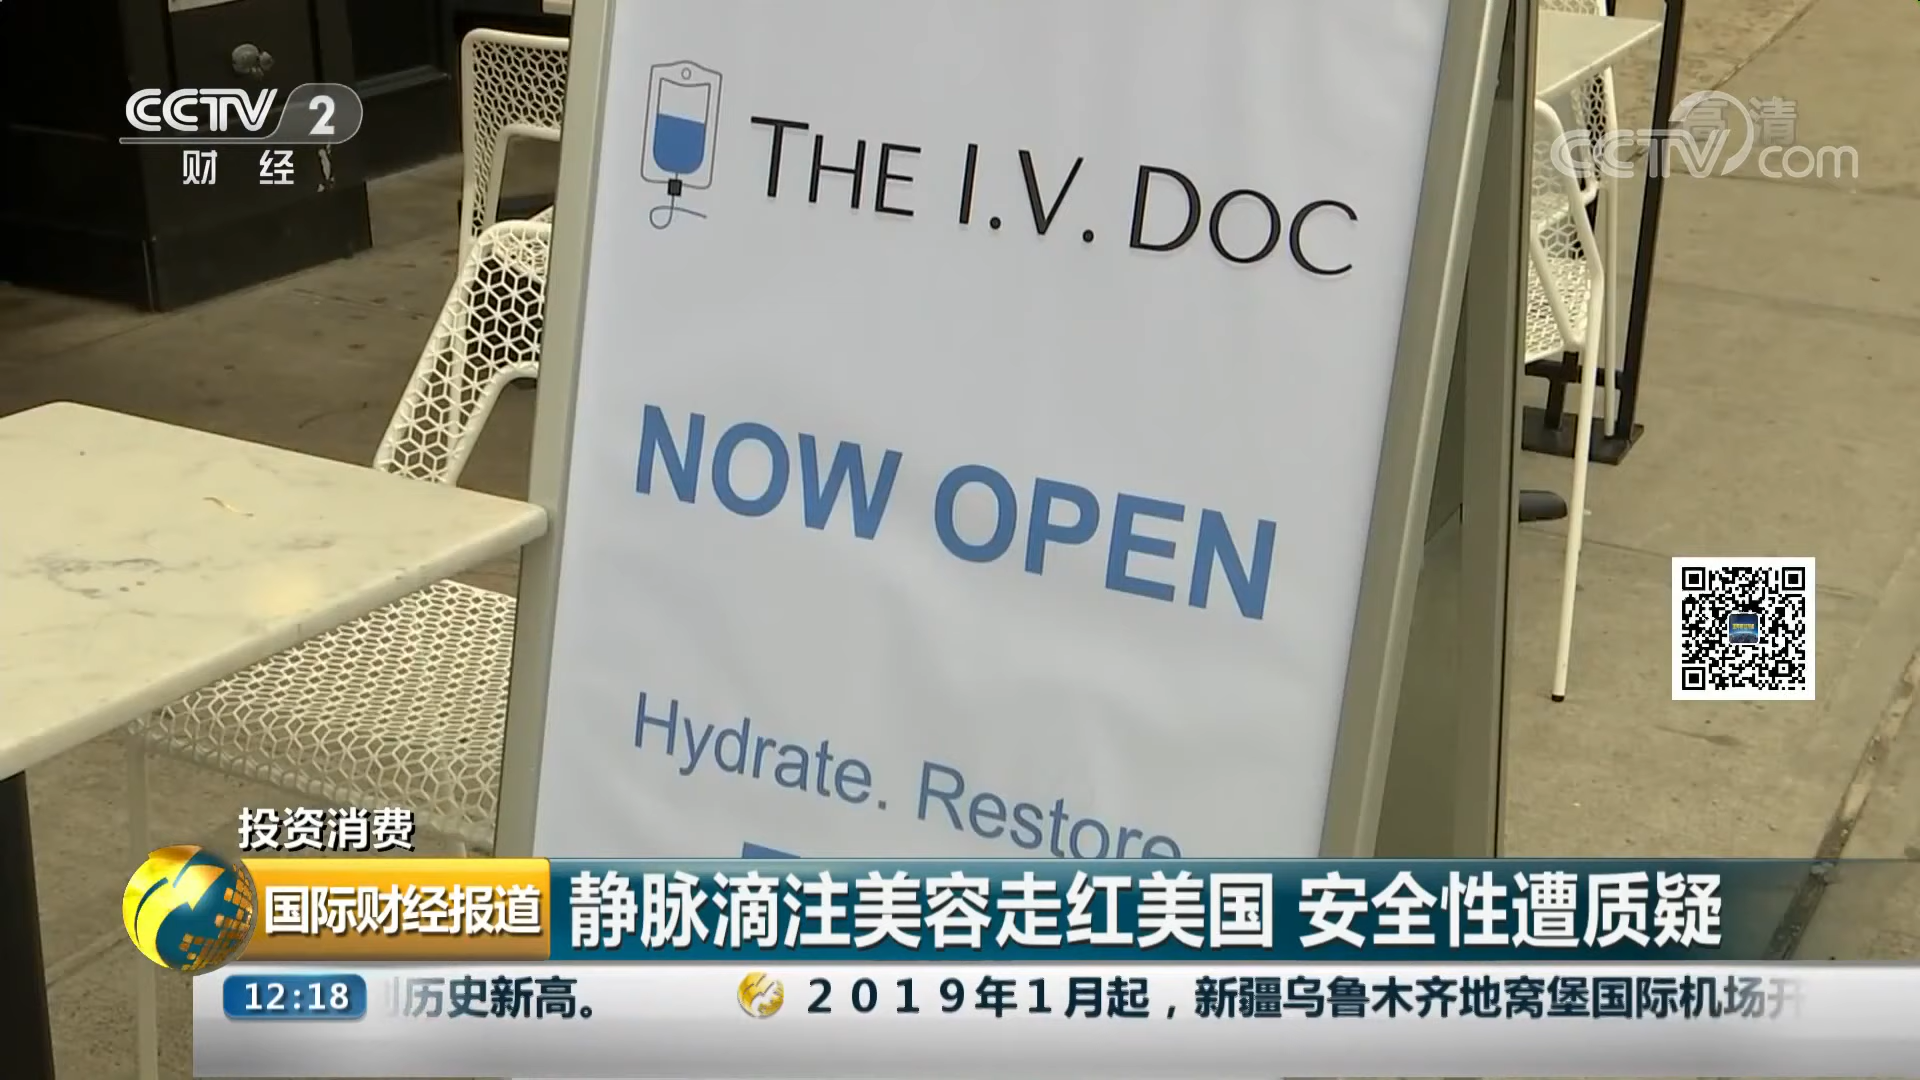 CCTV 2
财经
高清
CCTV.com
THE I.V. DOC
NOW OPEN
Hydrate. Restore.
投资消费
国际财经报道
静脉滴注美容走红美国 安全性遭质疑
12:18
历史新高。
2019年1月起，新疆乌鲁木齐地窝堡国际机场开